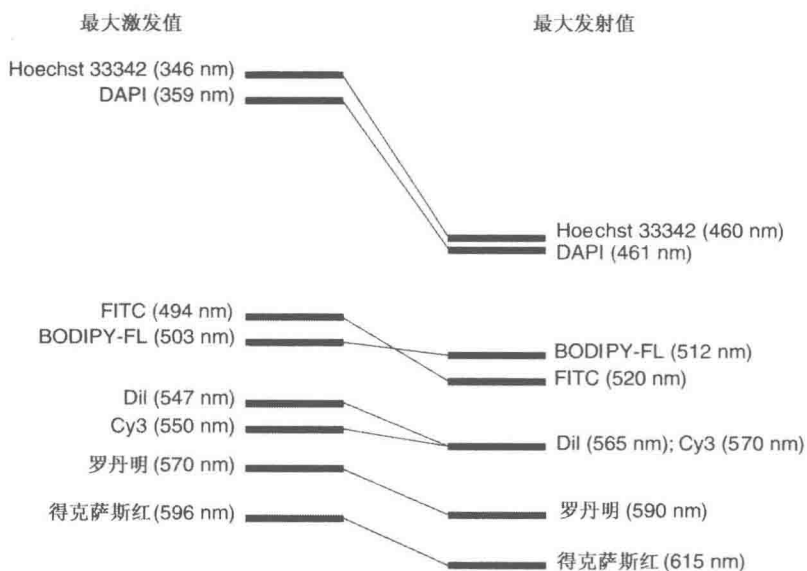 最大激发值
最大发射值
Hoechst 33342 (346 nm)
DAPI (359 nm)
Hoechst 33342 (460 nm)
DAPI (461 nm)
FITC (494 nm)
BODIPY-FL (503 nm)
BODIPY-FL (512 nm)
FITC (520 nm)
Dil (547 nm)
Cy3 (550 nm)
Dil (565 nm); Cy3 (570 nm)
罗丹明 (570 nm)
罗丹明 (590 nm)
得克萨斯红 (596 nm)
得克萨斯红 (615 nm)